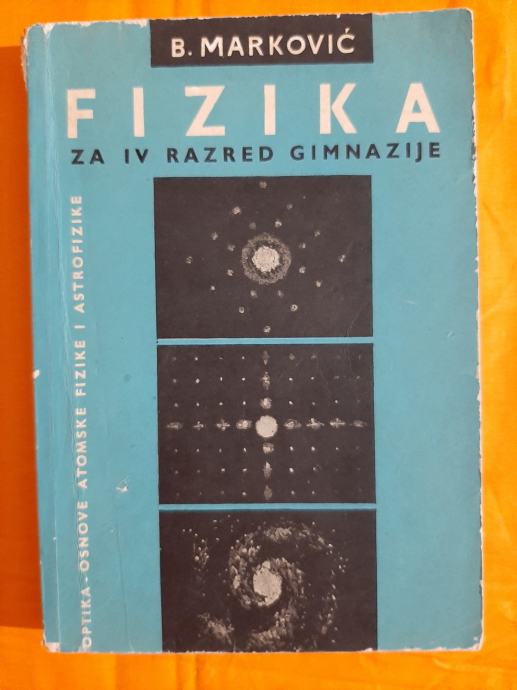 B. MARKOVIĆ
FIZIKA
ZA IV RAZRED GIMNAZIJE
OPTIKA - OSNOVE ATOMSKE FIZIKE I ASTROFIZIKE